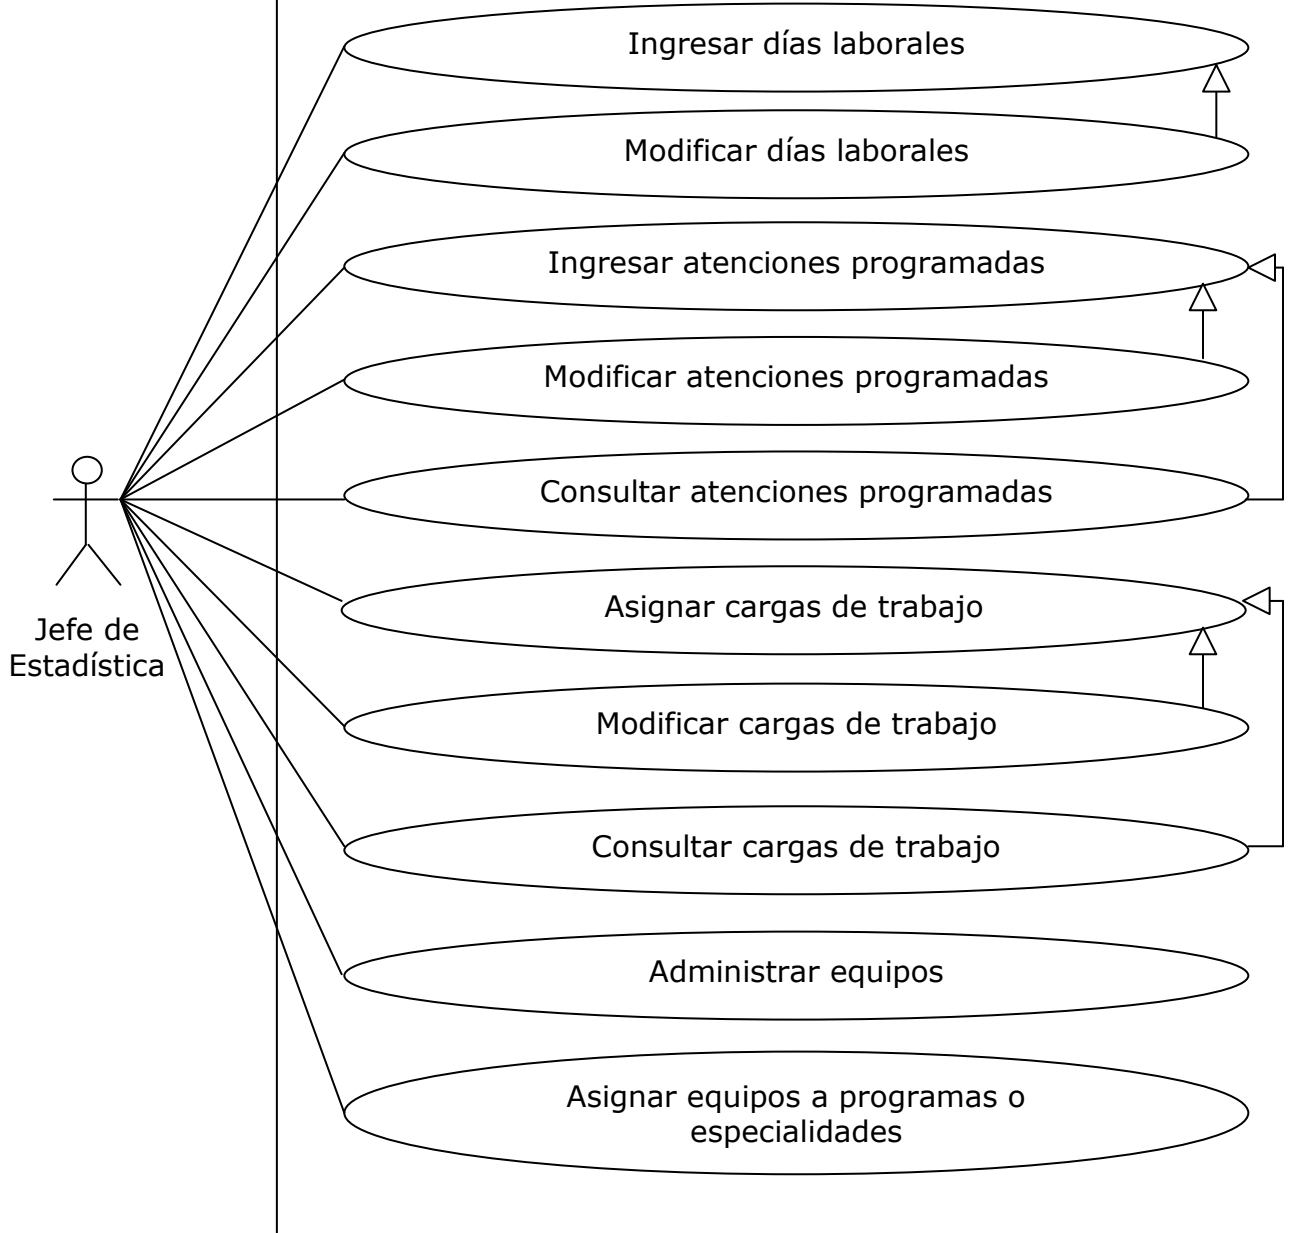 Ingresar días laborales
Modificar días laborales
Ingresar atenciones programadas
Modificar atenciones programadas
Consultar atenciones programadas
Asignar cargas de trabajo
Jefe de
Estadística
Modificar cargas de trabajo
Consultar cargas de trabajo
Administrar equipos
Asignar equipos a programas o
especialidades